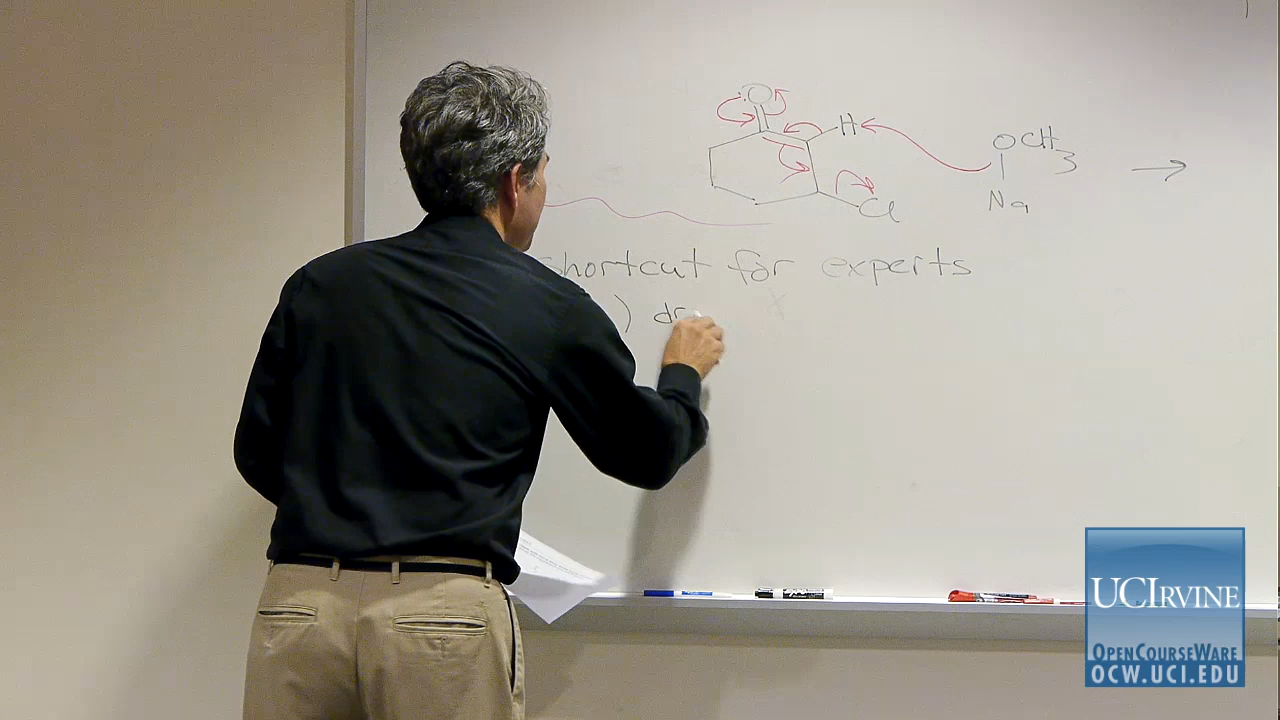 O
H
OCH3
Na
Cl
shortcut for experts
) dr
UCIRVINE
OPENCOURSEWARE
OCW.UCI.EDU